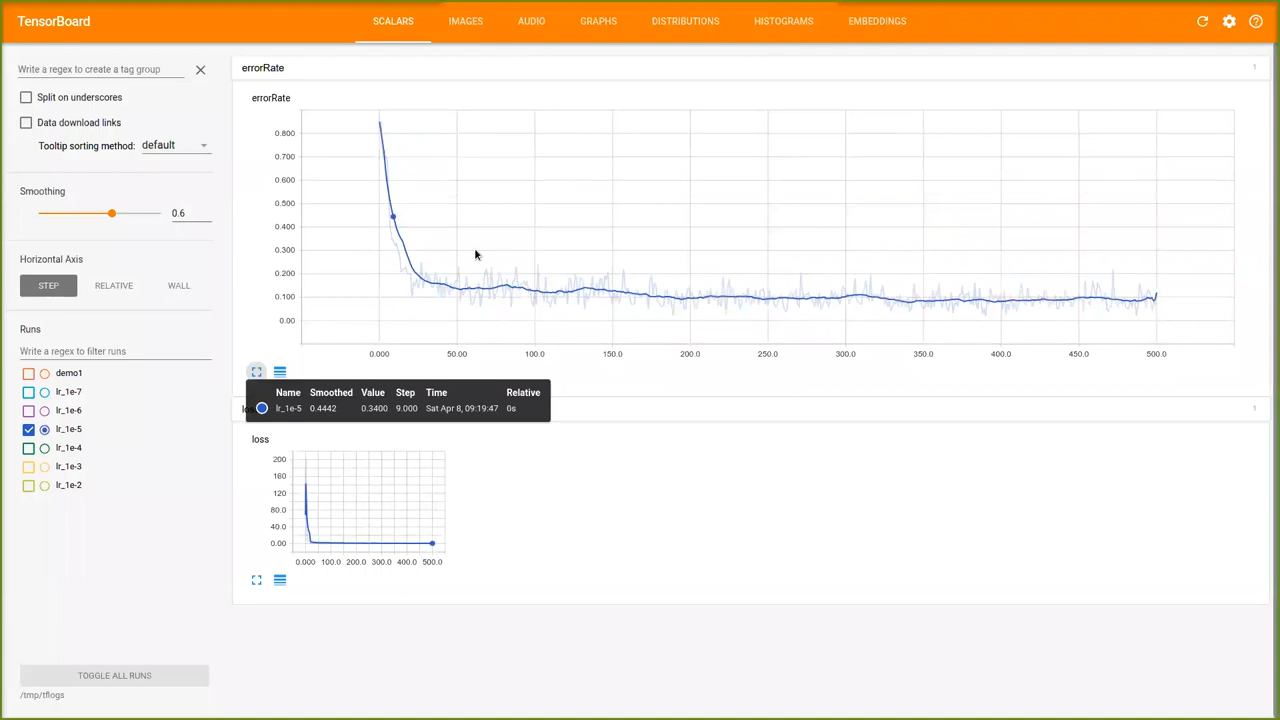 TensorBoard
SCALARS IMAGES AUDIO GRAPHS DISTRIBUTIONS HISTOGRAMS EMBEDDINGS
Write a regex to create a tag group
Split on underscores
Data download links
Tooltip sorting method: default
Smoothing
0.6
Horizontal Axis
STEP RELATIVE WALL
Runs
Write a regex to filter runs
demo1
lr_1e-7
lr_1e-6
lr_1e-5
lr_1e-4
lr_1e-3
lr_1e-2
TOGGLE ALL RUNS
/tmp/tflogs
errorRate
1
errorRate
0.800
0.700
0.600
0.500
0.400
0.300
0.200
0.100
0.00
0.000 50.00 100.0 150.0 200.0 250.0 300.0 350.0 400.0 450.0 500.0
Name Smoothed Value Step Time Relative
lr_1e-5 0.4442 0.3400 9.000 Sat Apr 8, 09:19:47 0s
1
loss
200
160
120
80.0
40.0
0.00
0.000 100.0 200.0 300.0 400.0 500.0